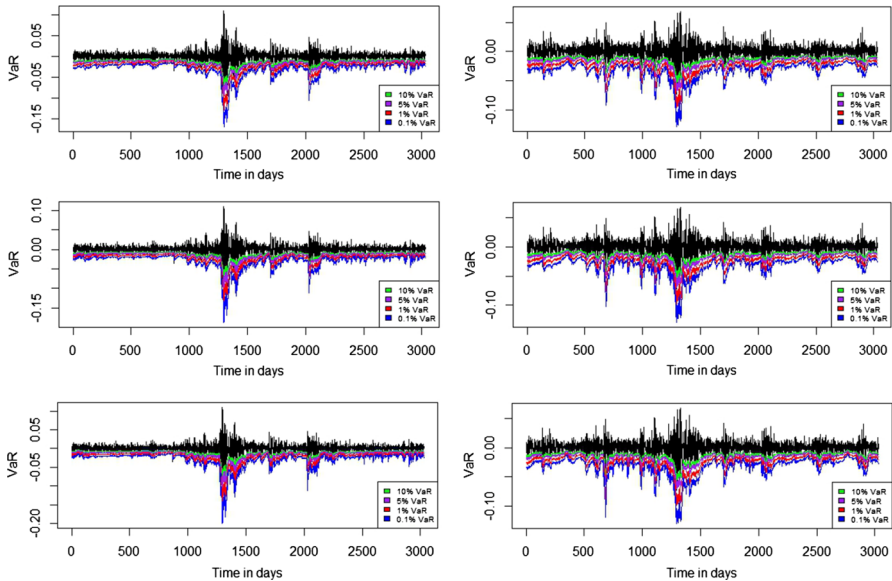 VaR
0.05
-0.05
-0.15
10% VaR
5% VaR
1% VaR
0.1% VaR
0 500 1000 1500 2000 2500 3000
Time in days
VaR
0.00
-0.10
10% VaR
5% VaR
1% VaR
0.1% VaR
0 500 1000 1500 2000 2500 3000
Time in days
VaR
0.10
0.00
-0.15
10% VaR
5% VaR
1% VaR
0.1% VaR
0 500 1000 1500 2000 2500 3000
Time in days
VaR
0.00
-0.10
10% VaR
5% VaR
1% VaR
0.1% VaR
0 500 1000 1500 2000 2500 3000
Time in days
VaR
0.05
-0.05
-0.20
10% VaR
5% VaR
1% VaR
0.1% VaR
0 500 1000 1500 2000 2500 3000
Time in days
VaR
0.00
-0.10
10% VaR
5% VaR
1% VaR
0.1% VaR
0 500 1000 1500 2000 2500 3000
Time in days